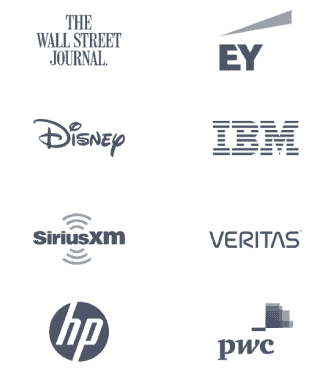 THE
WALL STREET
JOURNAL.
EY
Disney
IBM
SiriusXM
VERITAS
hp
pwc